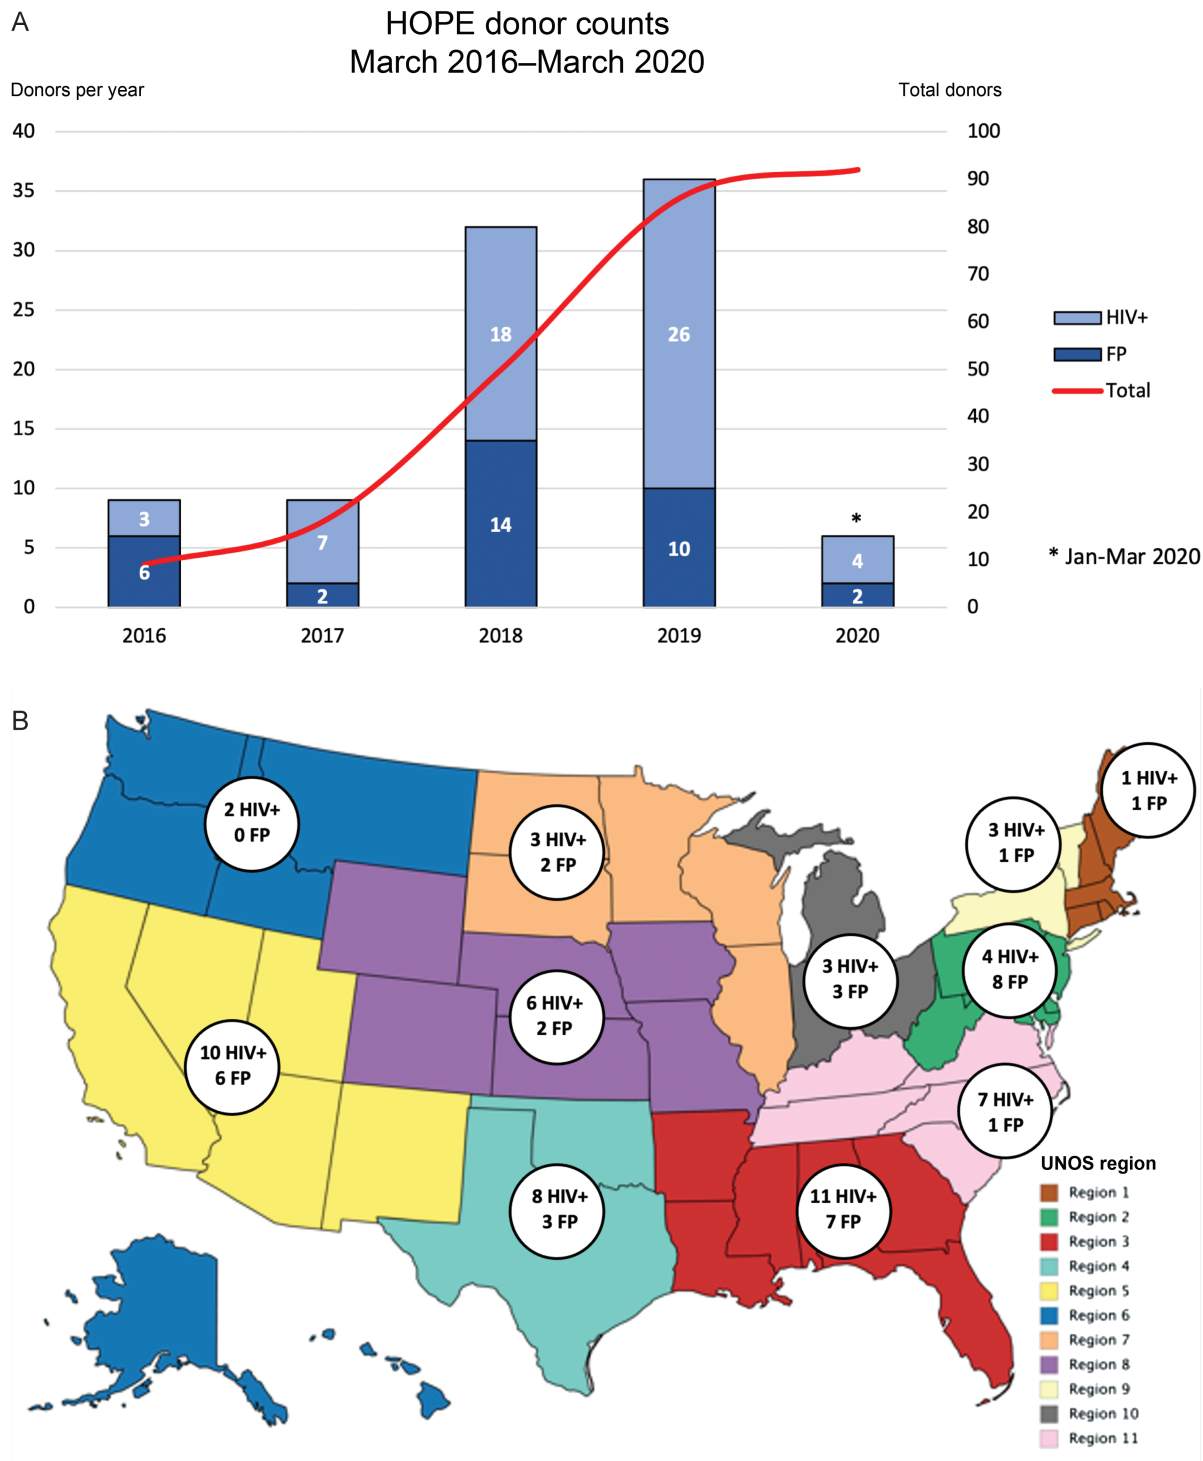 A
HOPE donor counts
March 2016–March 2020
Donors per year
Total donors
40
35
30
25
20
15
10
5
0
100
90
80
70
60
50
40
30
20
10
0
3
6
7
2
18
14
26
10
*
4
2
2016
2017
2018
2019
2020
HIV+
FP
Total
* Jan-Mar 2020
B
2 HIV+
0 FP
3 HIV+
2 FP
3 HIV+
1 FP
1 HIV+
1 FP
10 HIV+
6 FP
6 HIV+
2 FP
3 HIV+
3 FP
4 HIV+
8 FP
7 HIV+
1 FP
8 HIV+
3 FP
11 HIV+
7 FP
UNOS region
Region 1
Region 2
Region 3
Region 4
Region 5
Region 6
Region 7
Region 8
Region 9
Region 10
Region 11